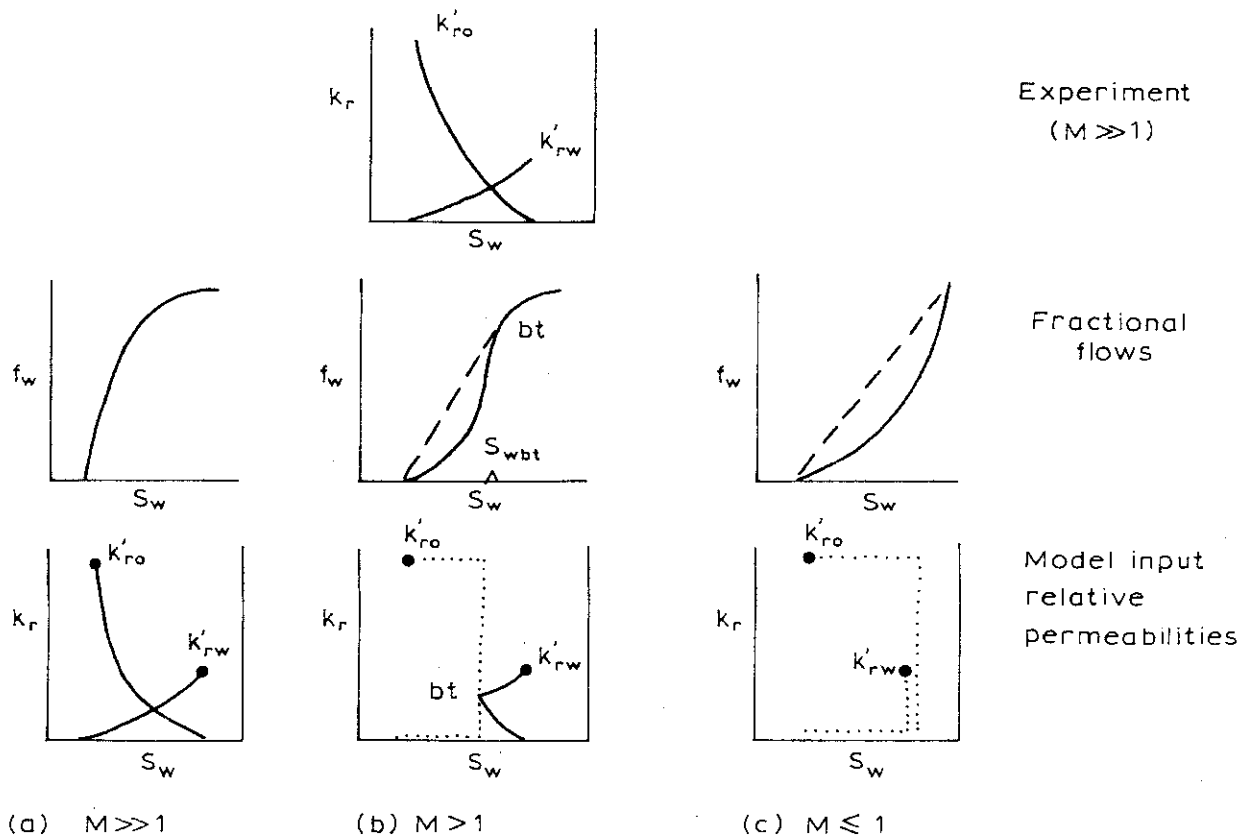 k'ro
kr
k'rw
Sw
Experiment
(M≫1)
fw
Sw
fw
bt
Swbt
Sw
fw
Sw
Fractional
flows
k'ro
kr
k'rw
Sw
k'ro
kr
k'rw
bt
Sw
k'ro
kr
k'rw
Sw
Model input
relative
permeabilities
(a) M≫1
(b) M>1
(c) M⩽1